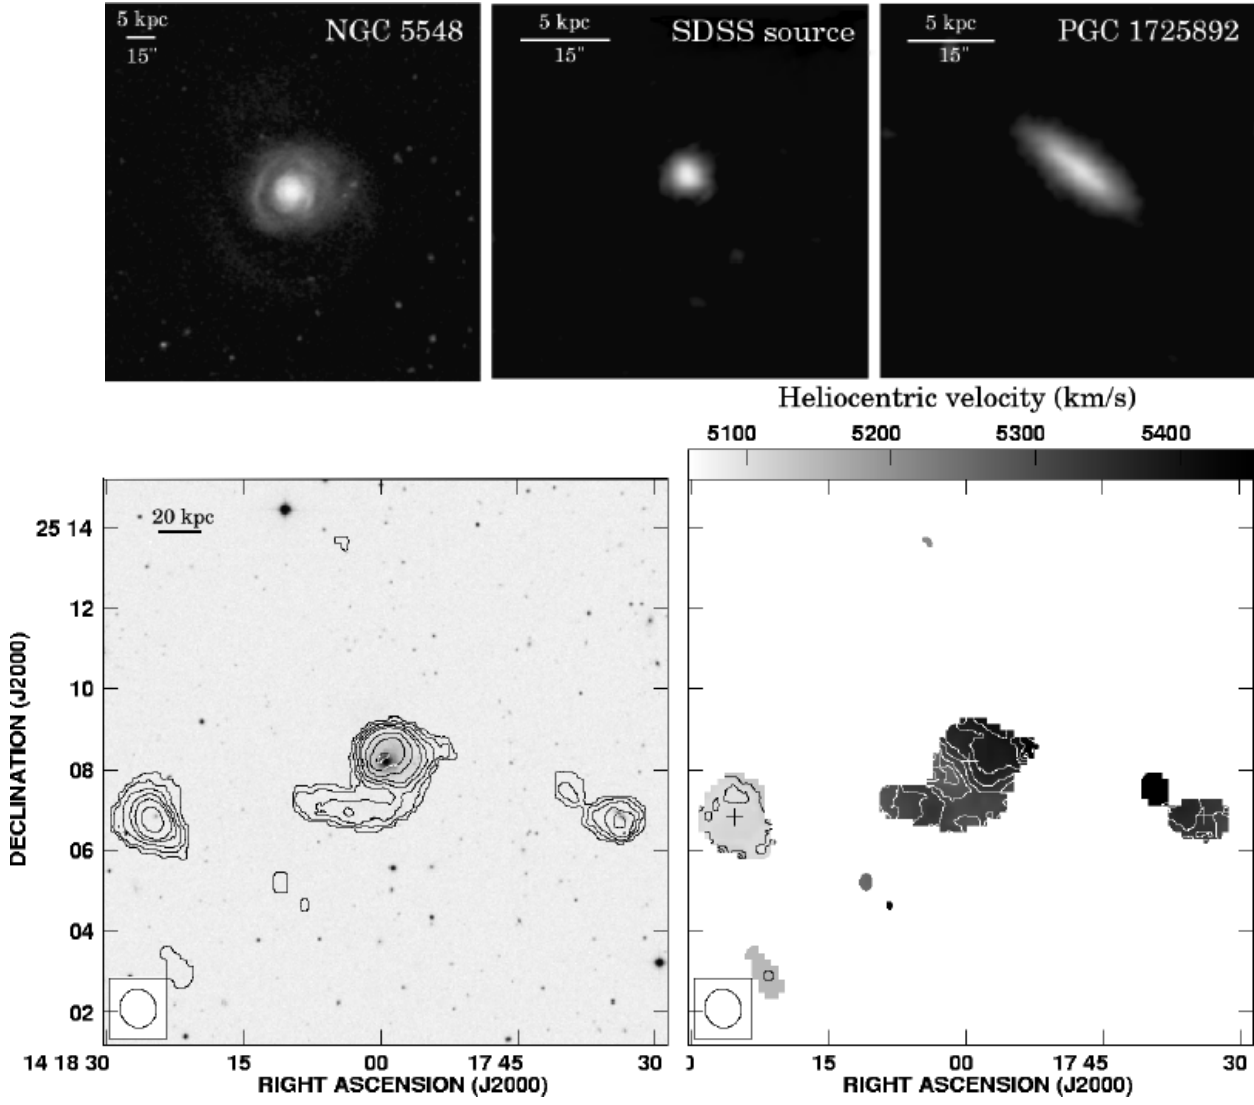 5 kpc
15"
NGC 5548
5 kpc
15"
SDSS source
5 kpc
15"
PGC 1725892
Heliocentric velocity (km/s)
5100 5200 5300 5400
20 kpc
25 14
12
10
08
06
04
02
DECLINATION (J2000)
14 18 30 15 00 17 45 30
RIGHT ASCENSION (J2000)
15 00 17 45 30
RIGHT ASCENSION (J2000)